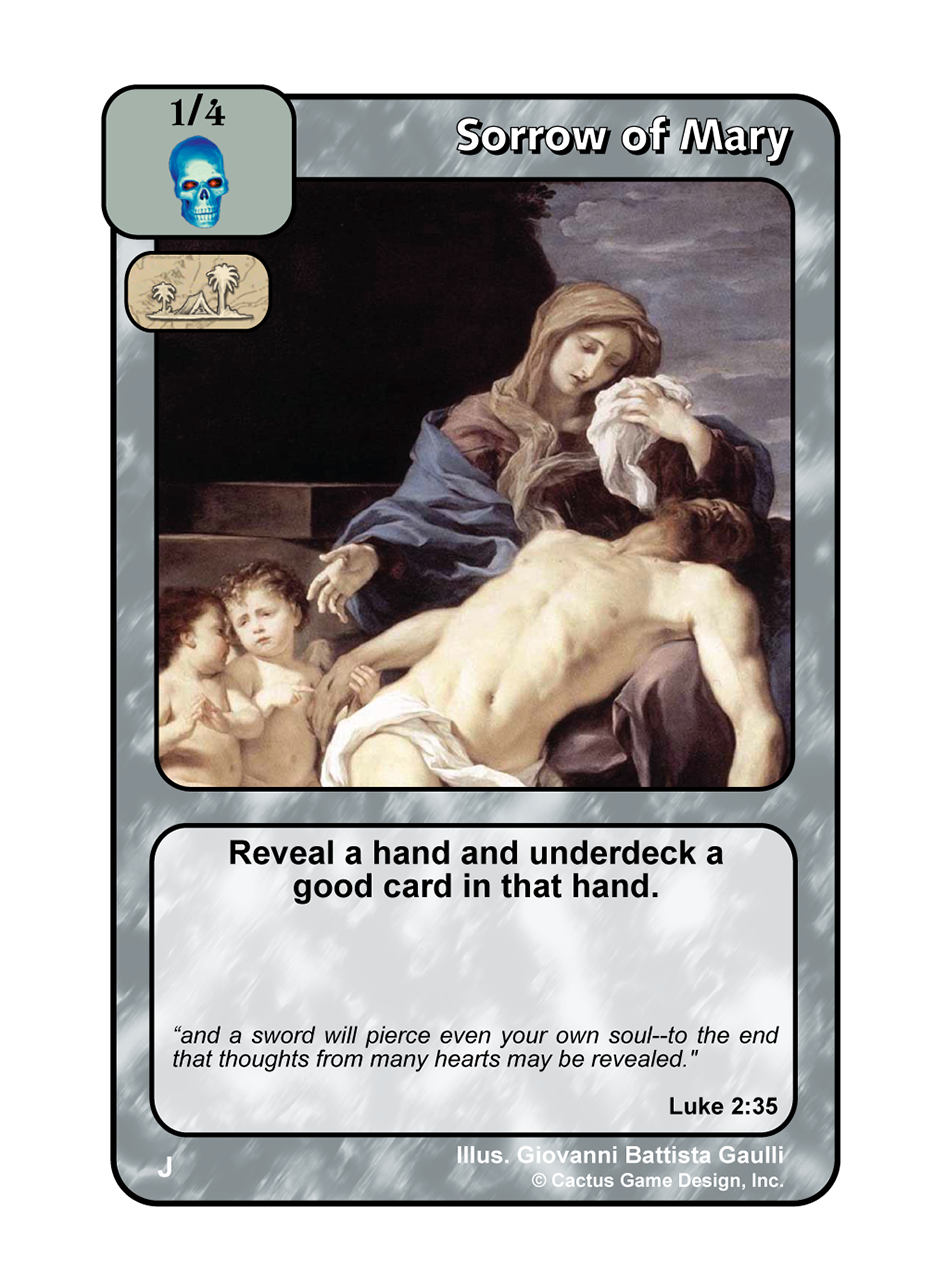 1/4
Sorrow of Mary
Reveal a hand and underdeck a
good card in that hand.
“and a sword will pierce even your own soul--to the end
that thoughts from many hearts may be revealed."
Luke 2:35
J
Illus. Giovanni Battista Gaulli
© Cactus Game Design, Inc.